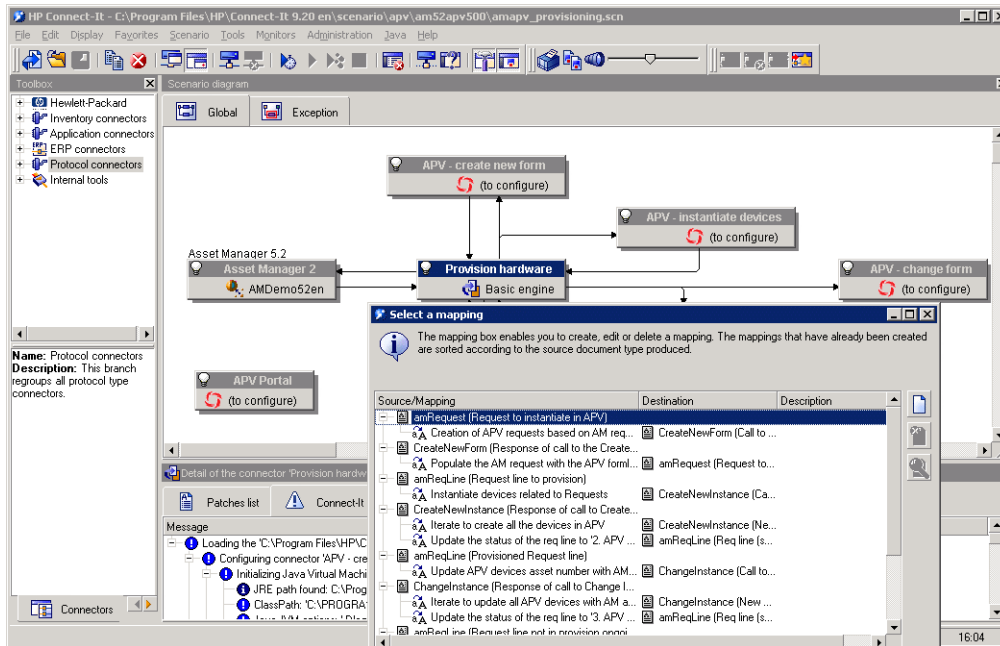 HP Connect-It - C:\Program Files\HP\Connect-It 9.20 en\scenario\apv\am52apv500\amapv_provisioning.scn
File Edit Display Favorites Scenario Tools Monitors Administration Java Help
Toolbox
Hewlett-Packard
Inventory connectors
Application connectors
ERP connectors
Protocol connectors
Internal tools
Name: Protocol connectors
Description: This branch
regroups all protocol type
connectors.
Connectors
Scenario diagram
Global Exception
APV - create new form
(to configure)
APV - instantiate devices
(to configure)
Asset Manager 5.2
Asset Manager 2
AMDemo52en
Provision hardware
Basic engine
APV - change form
(to configure)
APV Portal
(to configure)
Detail of the connector 'Provision hardw
Patches list Connect-It
Message
Loading the 'C:\Program Files\HP\C
Configuring connector 'APV - cre
Initializing Java Virtual Machi
JRE path found: C:\Prog
ClassPath: 'C:\PROGRA
Select a mapping
The mapping box enables you to create, edit or delete a mapping. The mappings that have already been created
are sorted according to the source document type produced.
Source/Mapping Destination Description
amRequest (Request to instantiate in APV)
Creation of APV requests based on AM req... CreateNewForm (Call to ...
CreateNewForm (Response of call to the Create...
Populate the AM request with the APV forml... amRequest (Request to...
amReqLine (Request line to provision)
Instantiate devices related to Requests CreateNewInstance (Ca...
CreateNewInstance (Response of call to Create...
Iterate to create all the devices in APV CreateNewInstance (Ne...
Update the status of the req line to '2. APV ... amReqLine (Req line (s...
amReqLine (Provisioned Request line)
Update APV devices asset number with AM... ChangeInstance (Call to...
ChangeInstance (Response of call to Change I...
Iterate to update all APV devices with AM a... ChangeInstance (New ...
Update the status of the req line to '3. APV ... amReqLine (Req line (s...
amReqLine (Request line not in provision ongoi
16:04